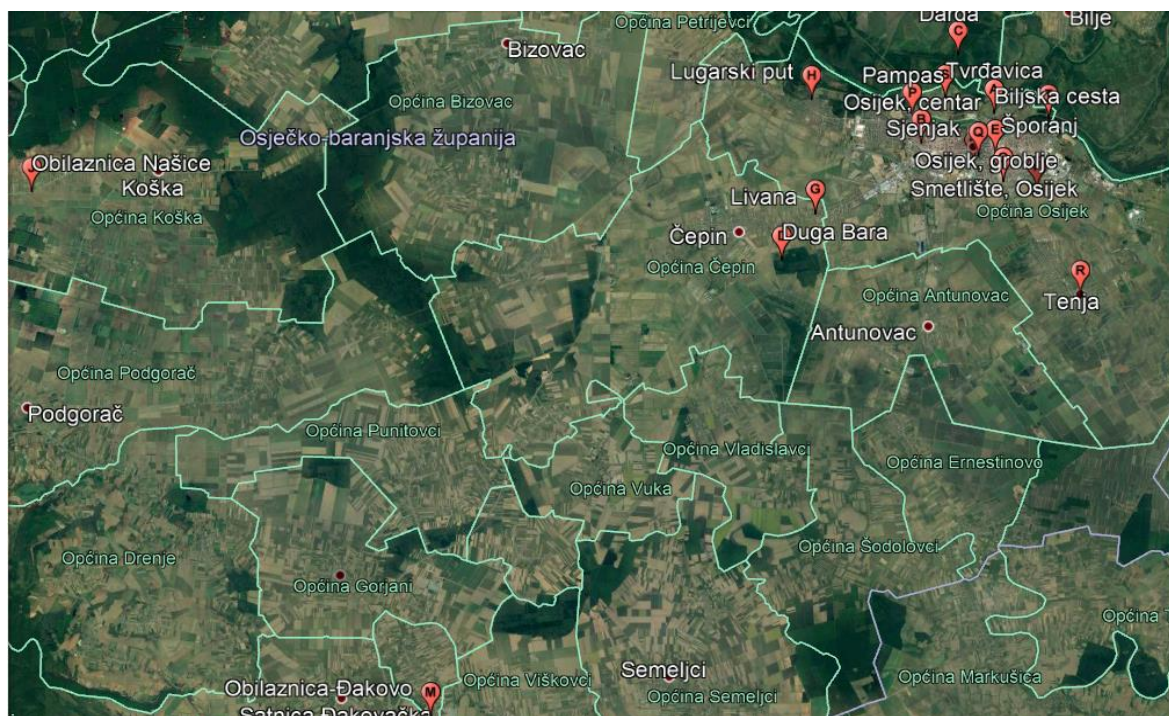 Darda
Bilje
Općina Petrijevci
C
Bizovac
Lugarski put
H
Pampas
S
Tvrđavica
Općina Bizovac
P
Osijek, centar
A
Biljska cesta
B
Osječko-baranjska županija
Sjenjak
Q
E
Šporanj
Obilaznica Našice
Koška
Osijek, groblje
Livana
G
Smetlište, Osijek
Općina Koška
Općina Osijek
Čepin
Duga Bara
Općina Čepin
R
Općina Antunovac
Tenja
Antunovac
Općina Podgorač
Podgorač
Općina Punitovci
Općina Vladislavci
Općina Ernestinovo
Općina Vuka
Općina Drenje
Općina Šodolovci
Općina Gorjani
Semeljci
Općina Viškovci
Općina Semeljci
Općina Markušica
Obilaznica-Đakovo
M
Satnica Đakovačka